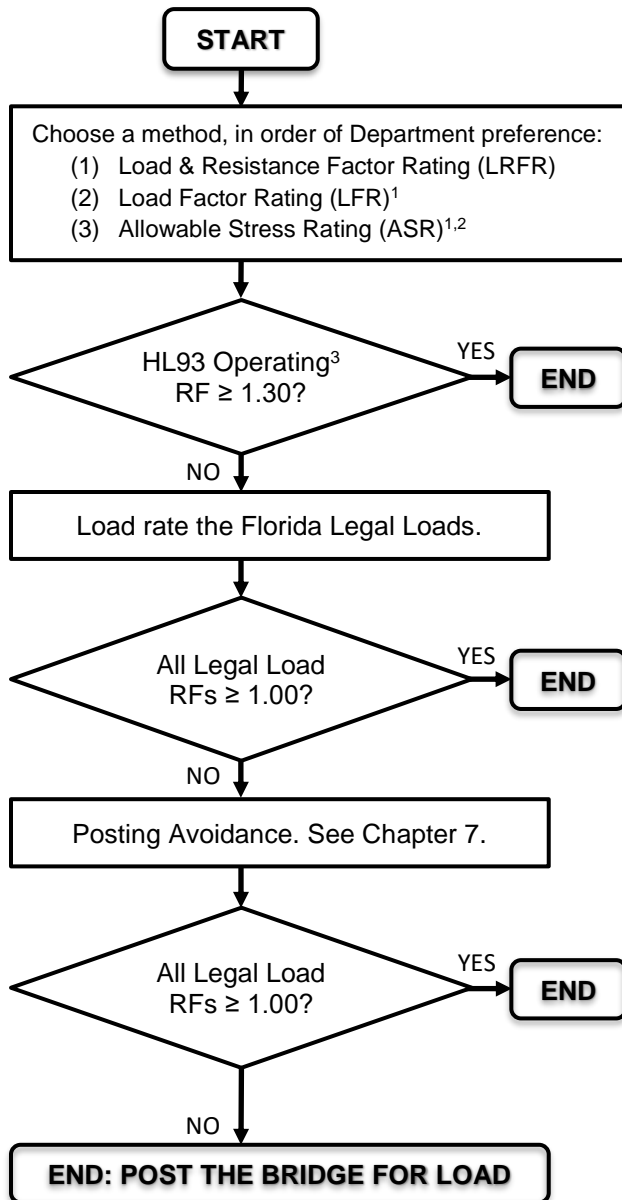 START
Choose a method, in order of Department preference:
(1) Load & Resistance Factor Rating (LRFR)
(2) Load Factor Rating (LFR)¹
(3) Allowable Stress Rating (ASR)¹,²
HL93 Operating³
RF ≥ 1.30?
YES
END
NO
Load rate the Florida Legal Loads.
All Legal Load
RFs ≥ 1.00?
YES
END
NO
Posting Avoidance. See Chapter 7.
All Legal Load
RFs ≥ 1.00?
YES
END
NO
END: POST THE BRIDGE FOR LOAD